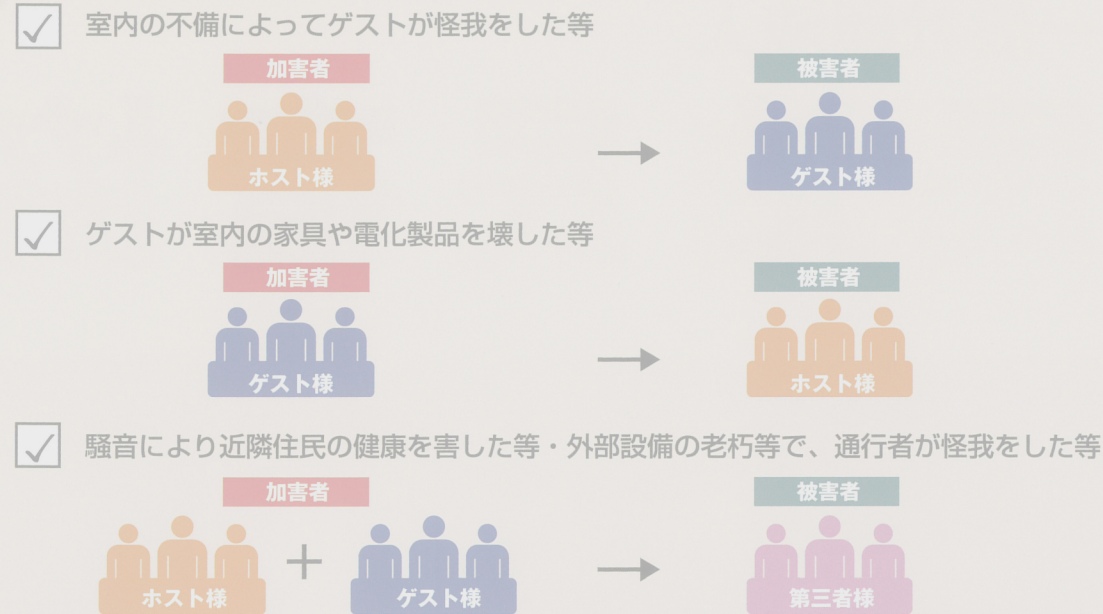 室内の不備によってゲストが怪我をした等
加害者 被害者
ホスト様 ゲスト様
ゲストが室内の家具や電化製品を壊した等
加害者 被害者
ゲスト様 ホスト様
騒音により近隣住民の健康を害した等・外部設備の老朽等で、通行者が怪我をした等
加害者 被害者
ホスト様 + ゲスト様 第三者様